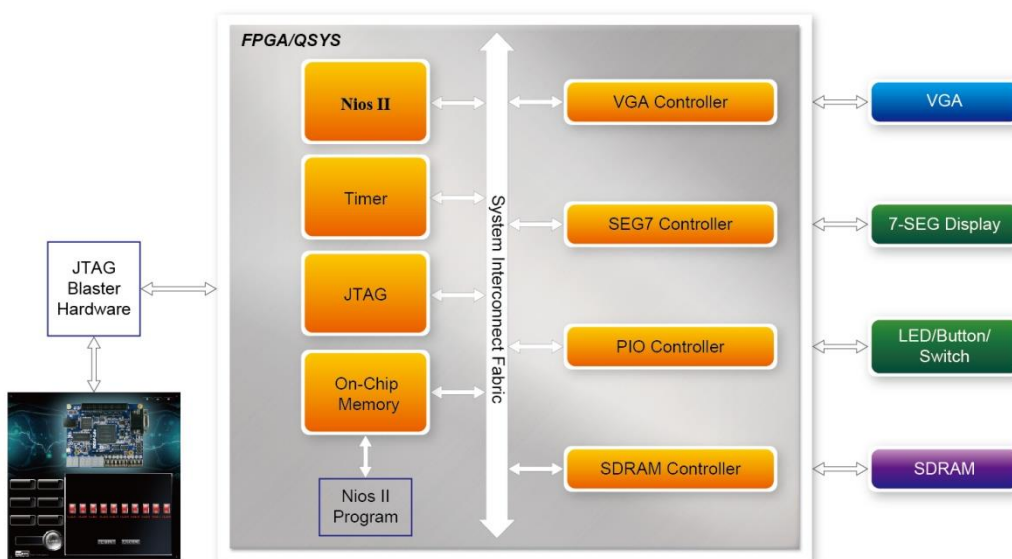 FPGA/QSYS
Nios II
Timer
JTAG
On-Chip
Memory
Nios II
Program
System Interconnect Fabric
VGA Controller
SEG7 Controller
PIO Controller
SDRAM Controller
VGA
7-SEG Display
LED/Button/
Switch
SDRAM
JTAG
Blaster
Hardware